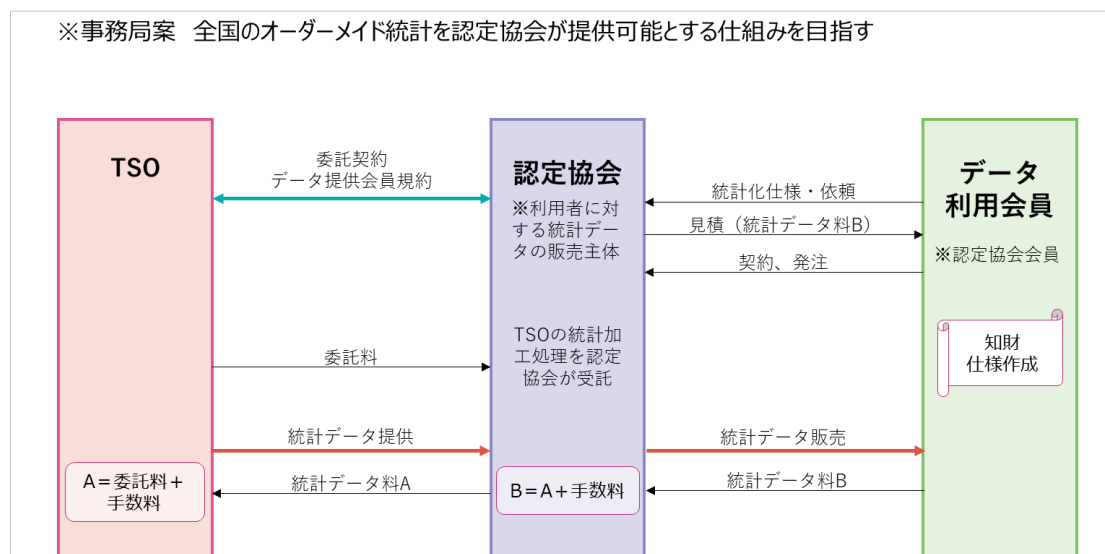 ※事務局案　全国のオーダーメイド統計を認定協会が提供可能とする仕組みを目指す
TSO
委託契約
データ提供会員規約
認定協会
※利用者に対
する統計デー
タの販売主体
統計化仕様・依頼
見積（統計データ料B）
契約、発注
データ
利用会員
※認定協会会員
知財
仕様作成
TSOの統計加
工処理を認定
協会が受託
委託料
統計データ提供
統計データ販売
A＝委託料＋
手数料
統計データ料A
B＝A＋手数料
統計データ料B